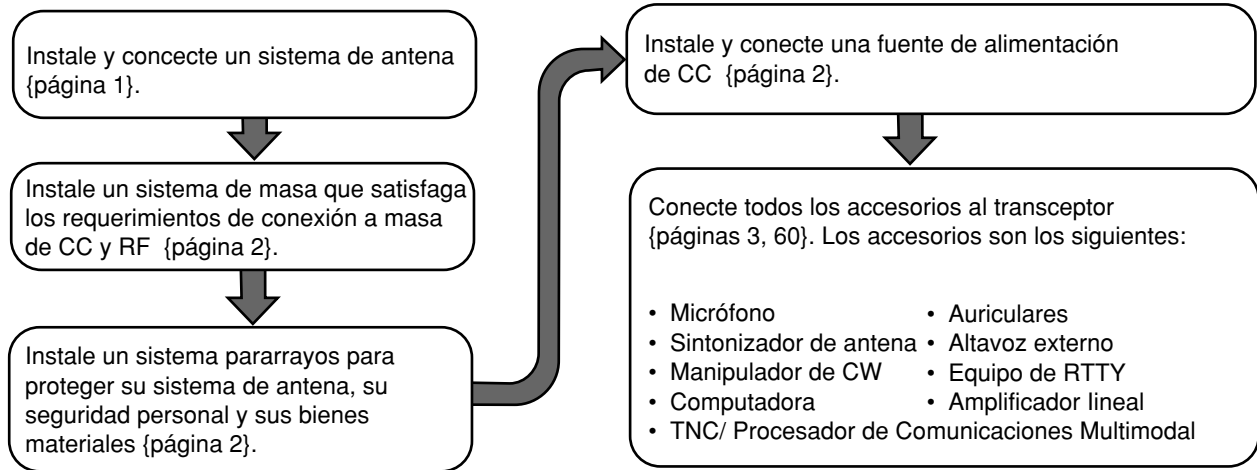 Instale y concecte un sistema de antena
{página 1}.
Instale un sistema de masa que satisfaga
los requerimientos de conexión a masa
de CC y RF {página 2}.
Instale un sistema pararrayos para
proteger su sistema de antena, su
seguridad personal y sus bienes
materiales {página 2}.
Instale y conecte una fuente de alimentación
de CC {página 2}.
Conecte todos los accesorios al transceptor
{páginas 3, 60}. Los accesorios son los siguientes:
• Micrófono
• Sintonizador de antena
• Manipulador de CW
• Computadora
• Auriculares
• Altavoz externo
• Equipo de RTTY
• Amplificador lineal
• TNC/ Procesador de Comunicaciones Multimodal